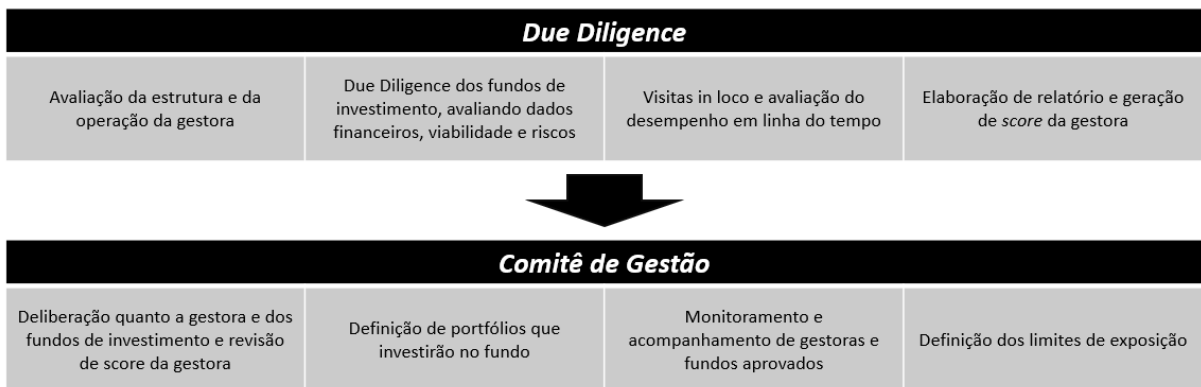 Due Diligence
Avaliação da estrutura e da
operação da gestora
Due Diligence dos fundos de
investimento, avaliando dados
financeiros, viabilidade e riscos
Visitas in loco e avaliação do
desempenho em linha do tempo
Elaboração de relatório e geração
de score da gestora
Comitê de Gestão
Deliberação quanto a gestora e dos
fundos de investimento e revisão
de score da gestora
Definição de portfólios que
investirão no fundo
Monitoramento e
acompanhamento de gestoras e
fundos aprovados
Definição dos limites de exposição